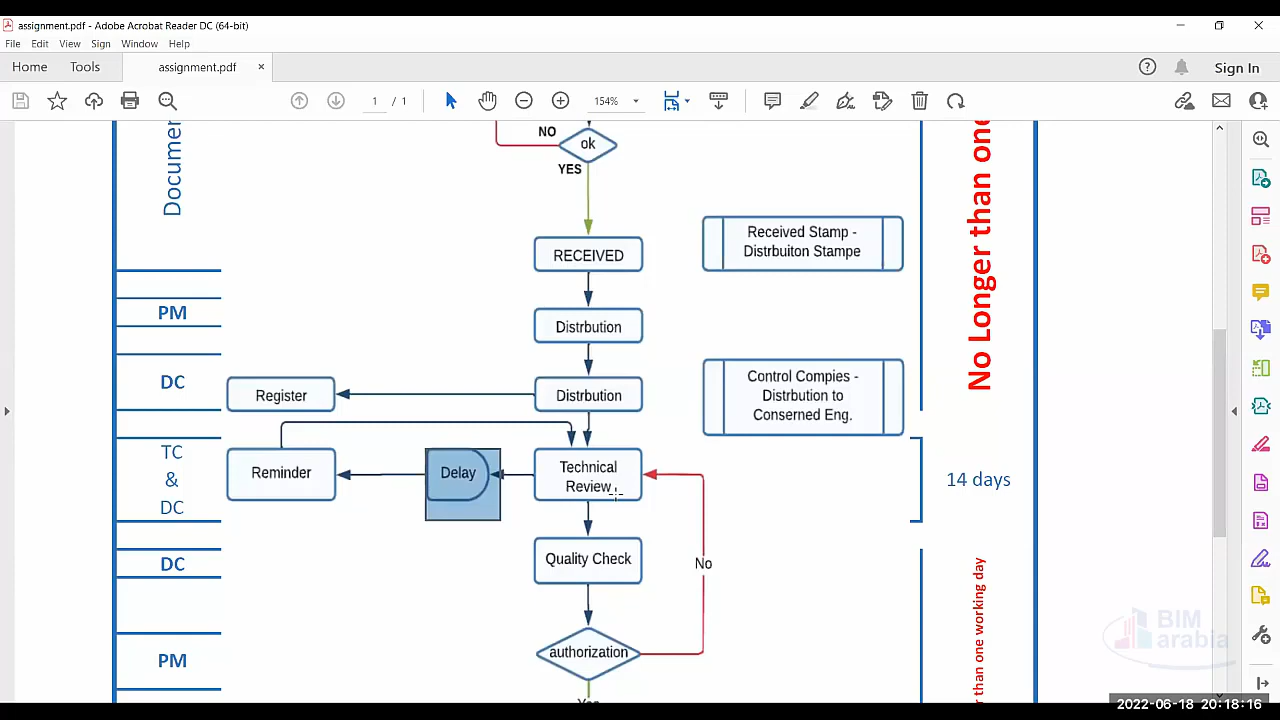 assignment.pdf - Adobe Acrobat Reader DC (64-bit)
File Edit View Sign Window Help
Home Tools assignment.pdf × Sign In
1 / 1 154%
Documen
No Longer than one
NO
ok
YES
RECEIVED
Received Stamp -
Distrbuiton Stampe
PM
Distrbution
DC
Register
Distrbution
Control Compies -
Distrbution to
Conserned Eng.
TC
&
DC
Reminder
Delay
Technical
Review
14 days
DC
Quality Check
No
r than one working day
PM
authorization
Yes
BIM
arabia
2022-06-18 20:18:16